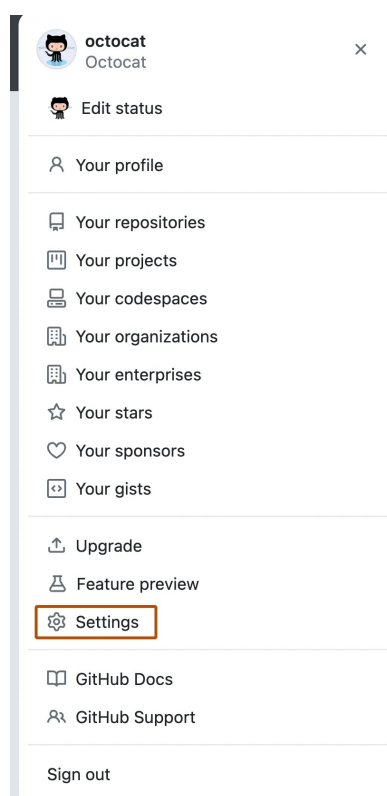 octocat
Octocat
Edit status
Your profile
Your repositories
Your projects
Your codespaces
Your organizations
Your enterprises
Your stars
Your sponsors
Your gists
Upgrade
Feature preview
Settings
GitHub Docs
GitHub Support
Sign out